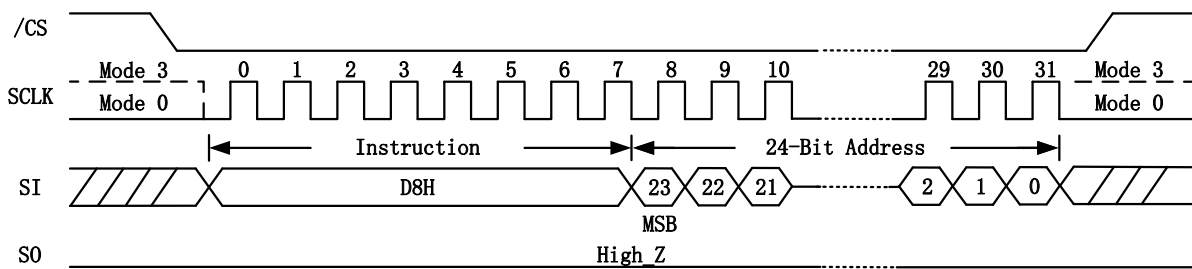 /CS
Mode 3 0 1 2 3 4 5 6 7 8 9 10 29 30 31 Mode 3
SCLK
Mode 0 Mode 0
Instruction 24-Bit Address
SI D8H 23 22 21 2 1 0
MSB
SO High_Z